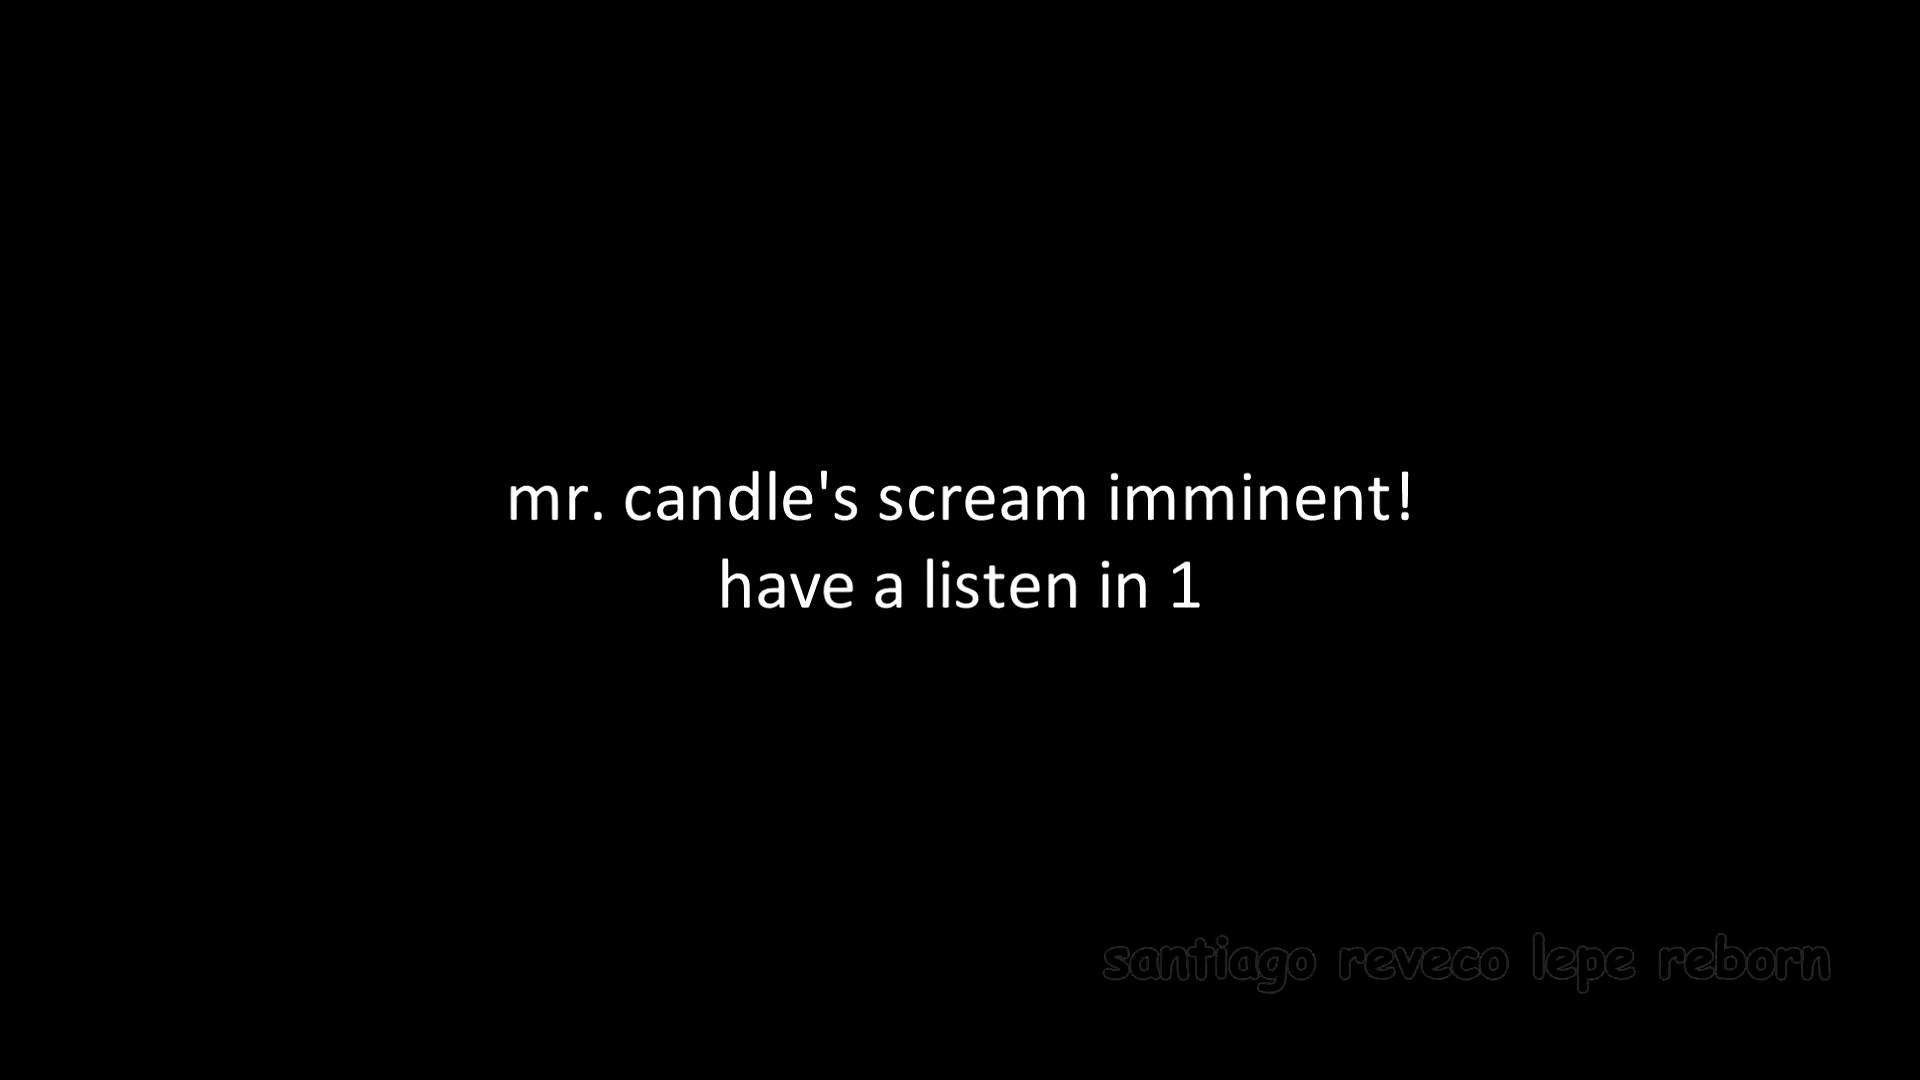 mr. candle's scream imminent!
have a listen in 1
santiago reveco lepe reborn